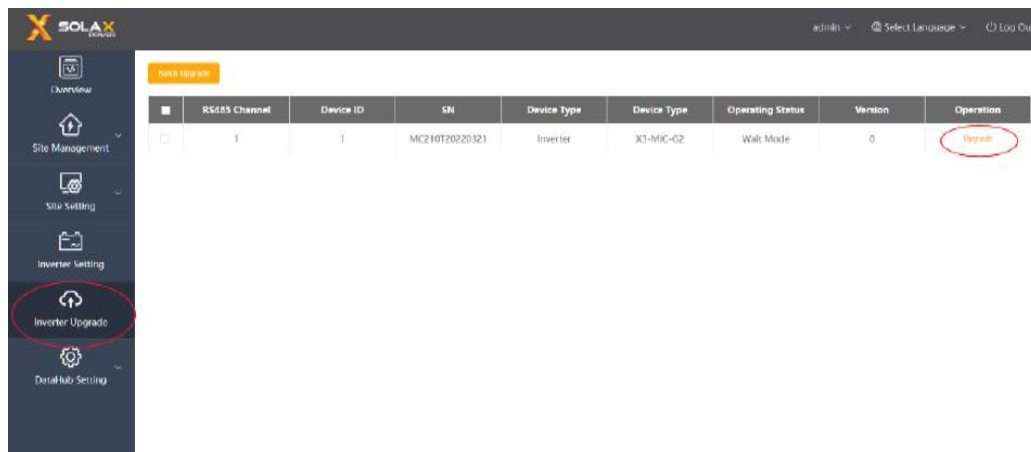 SOLAX
POWER
admin
Select Language
Log Ou
Overview
Site Management
Site Setting
Inverter Setting
Inverter Upgrade
DataHub Setting
Batch Upgrade
RS485 Channel Device ID SN Device Type Device Type Operating Status Version Operation
1 1 MC210T20220321 Inverter X3-MIC-G2 Wait Mode 0 Upgrade